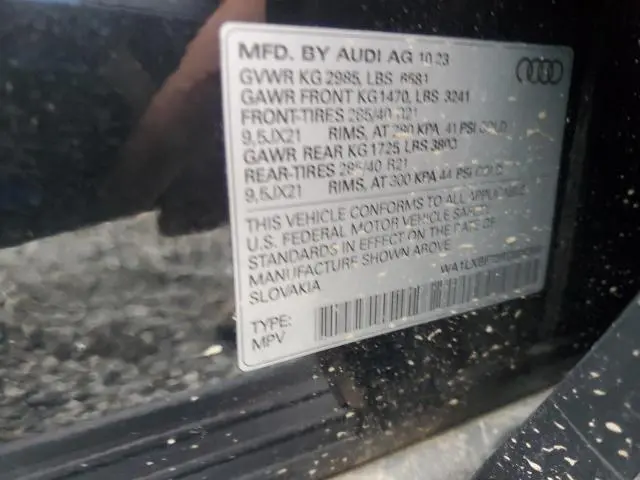 MFD. BY AUDI AG 10 23
GVWR KG 2985, LBS 6581
GAWR FRONT KG1470, LBS 3241
FRONT-TIRES 285/40 R21
9,5JX21 RIMS, AT 280 KPA, 41 PSI COLD
GAWR REAR KG 1725 LBS 3803
REAR-TIRES 285/40 R21
9,5JX21 RIMS, AT 300 KPA 44 PSI COLD
THIS VEHICLE CONFORMS TO ALL APPLICABLE
U.S. FEDERAL MOTOR VEHICLE SAFETY
STANDARDS IN EFFECT ON THE DATE OF
MANUFACTURE SHOWN ABOVE
SLOVAKIA
TYPE:
MPV